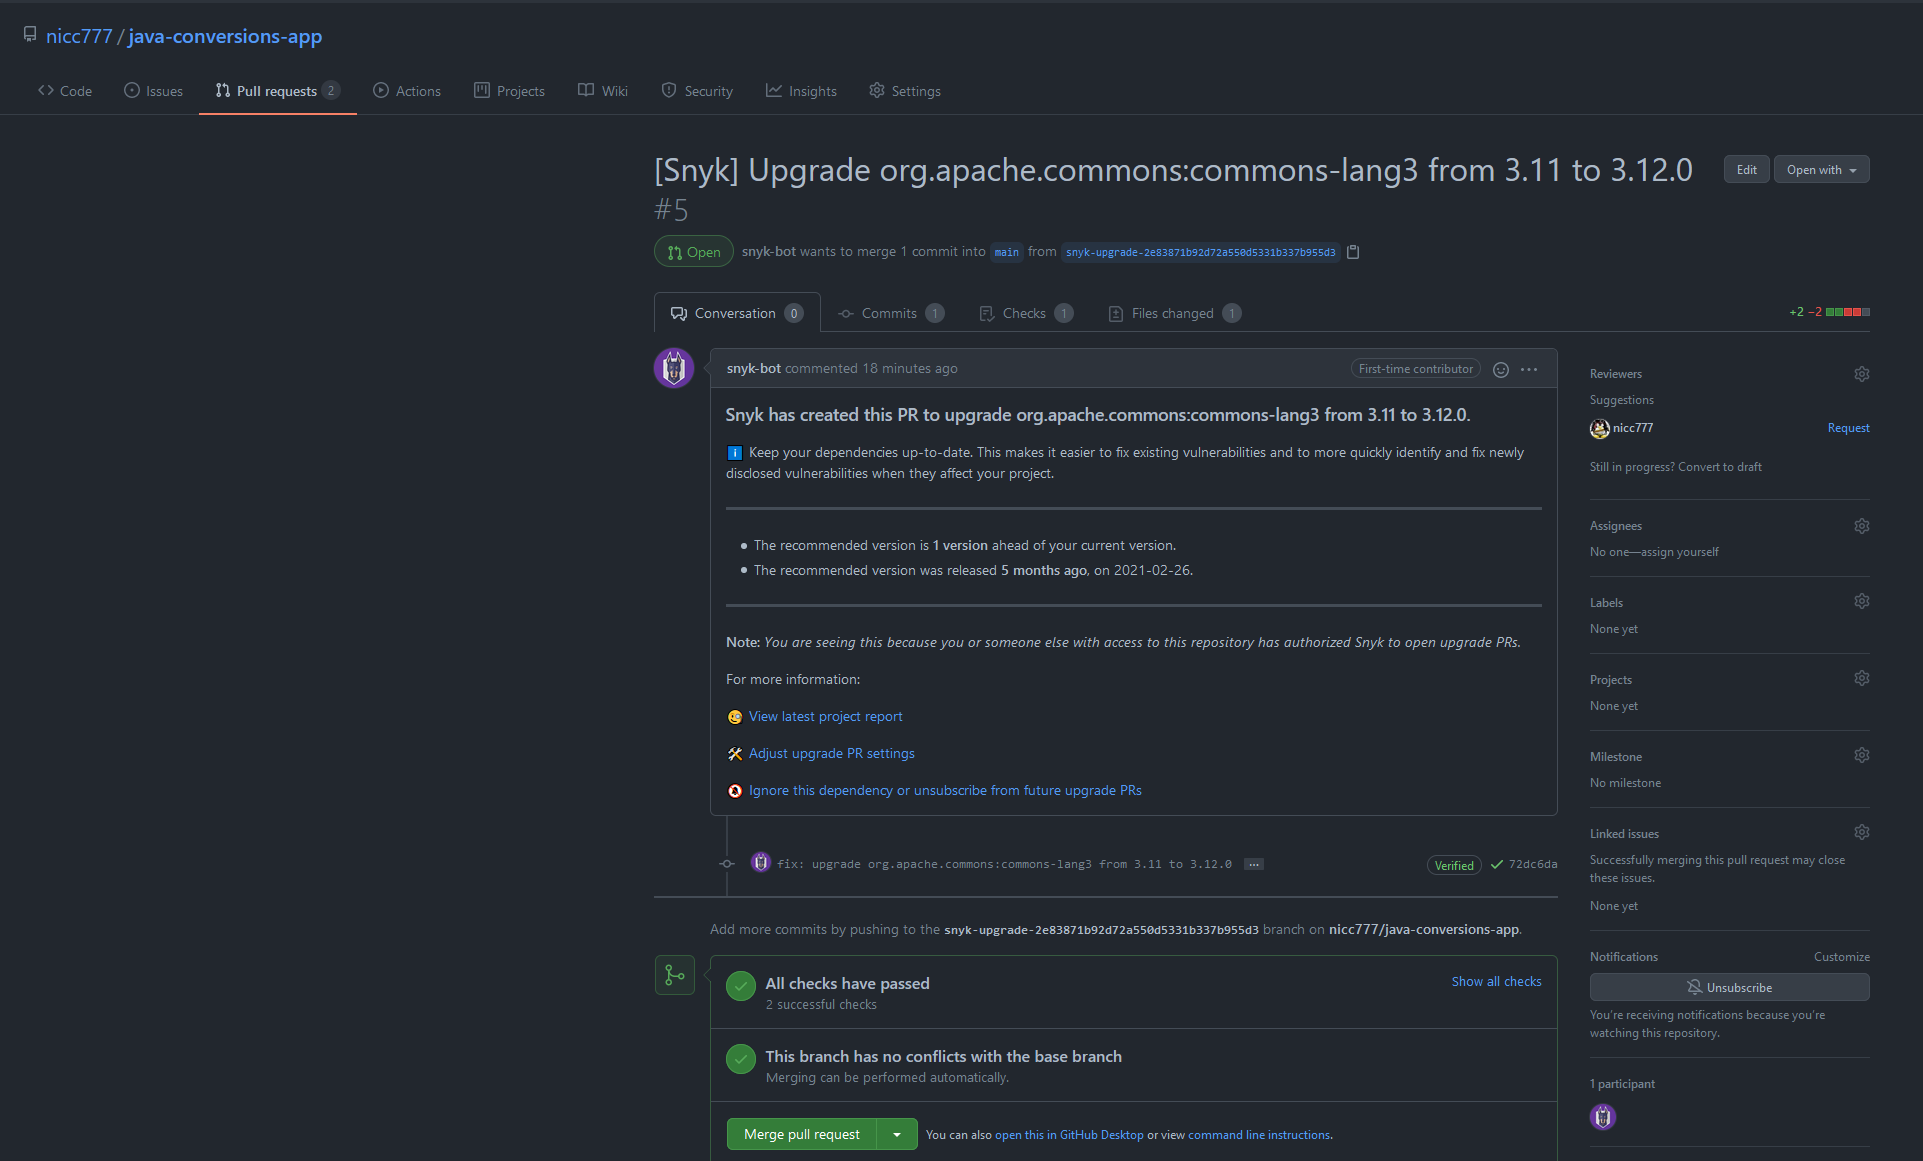 nicc777 / java-conversions-app
Code Issues Pull requests 2 Actions Projects Wiki Security Insights Settings
[Snyk] Upgrade org.apache.commons:commons-lang3 from 3.11 to 3.12.0
#5
Edit Open with
Open snyk-bot wants to merge 1 commit into main from snyk-upgrade-2e83871b92d72a550d5331b337b955d3
Conversation 0 Commits 1 Checks 1 Files changed 1
+2 −2
snyk-bot commented 18 minutes ago
First-time contributor
Snyk has created this PR to upgrade org.apache.commons:commons-lang3 from 3.11 to 3.12.0.
i Keep your dependencies up-to-date. This makes it easier to fix existing vulnerabilities and to more quickly identify and fix newly
disclosed vulnerabilities when they affect your project.
The recommended version is 1 version ahead of your current version.
The recommended version was released 5 months ago, on 2021-02-26.
Note: You are seeing this because you or someone else with access to this repository has authorized Snyk to open upgrade PRs.
For more information:
View latest project report
Adjust upgrade PR settings
Ignore this dependency or unsubscribe from future upgrade PRs
fix: upgrade org.apache.commons:commons-lang3 from 3.11 to 3.12.0 ...
Verified 72dc6da
Add more commits by pushing to the snyk-upgrade-2e83871b92d72a550d5331b337b955d3 branch on nicc777/java-conversions-app.
All checks have passed
2 successful checks
Show all checks
This branch has no conflicts with the base branch
Merging can be performed automatically.
Merge pull request
You can also open this in GitHub Desktop or view command line instructions.
Reviewers
Suggestions
nicc777
Request
Still in progress? Convert to draft
Assignees
No one—assign yourself
Labels
None yet
Projects
None yet
Milestone
No milestone
Linked issues
Successfully merging this pull request may close
these issues.
None yet
Notifications
Customize
Unsubscribe
You're receiving notifications because you're
watching this repository.
1 participant